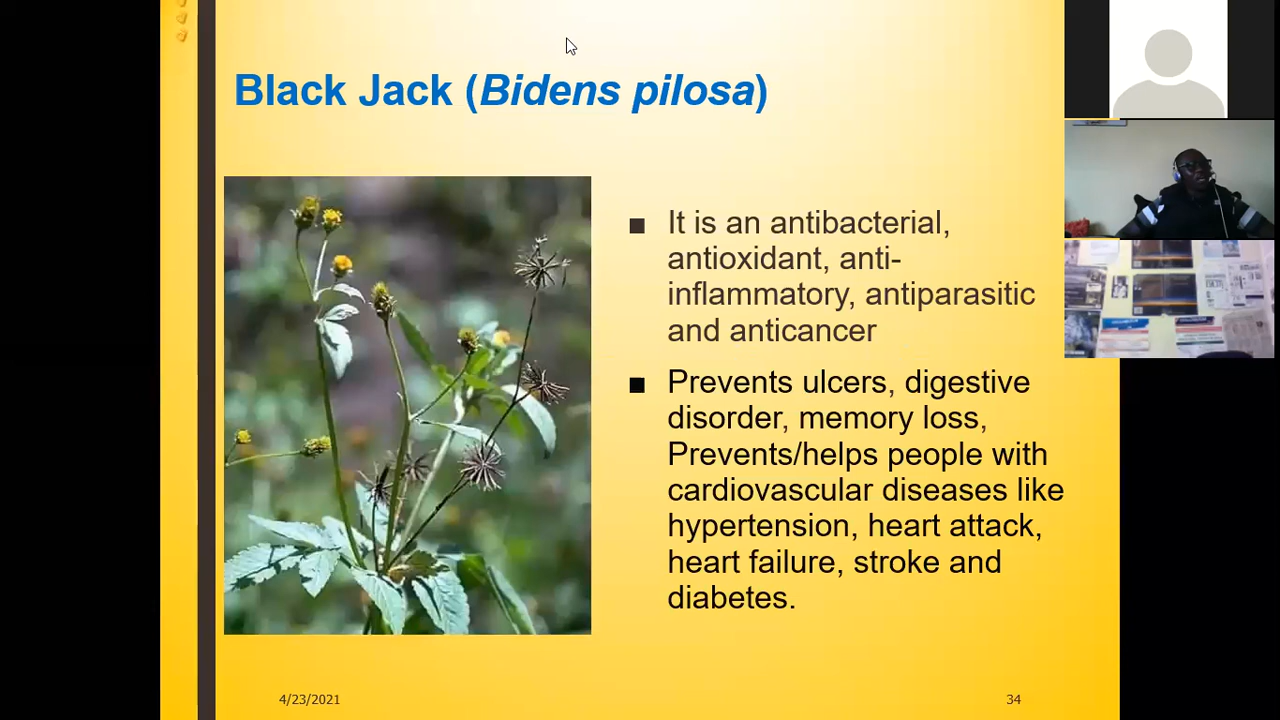 Black Jack (Bidens pilosa)
■ It is an antibacterial,
antioxidant, anti-
inflammatory, antiparasitic
and anticancer
■ Prevents ulcers, digestive
disorder, memory loss,
Prevents/helps people with
cardiovascular diseases like
hypertension, heart attack,
heart failure, stroke and
diabetes.
4/23/2021
34